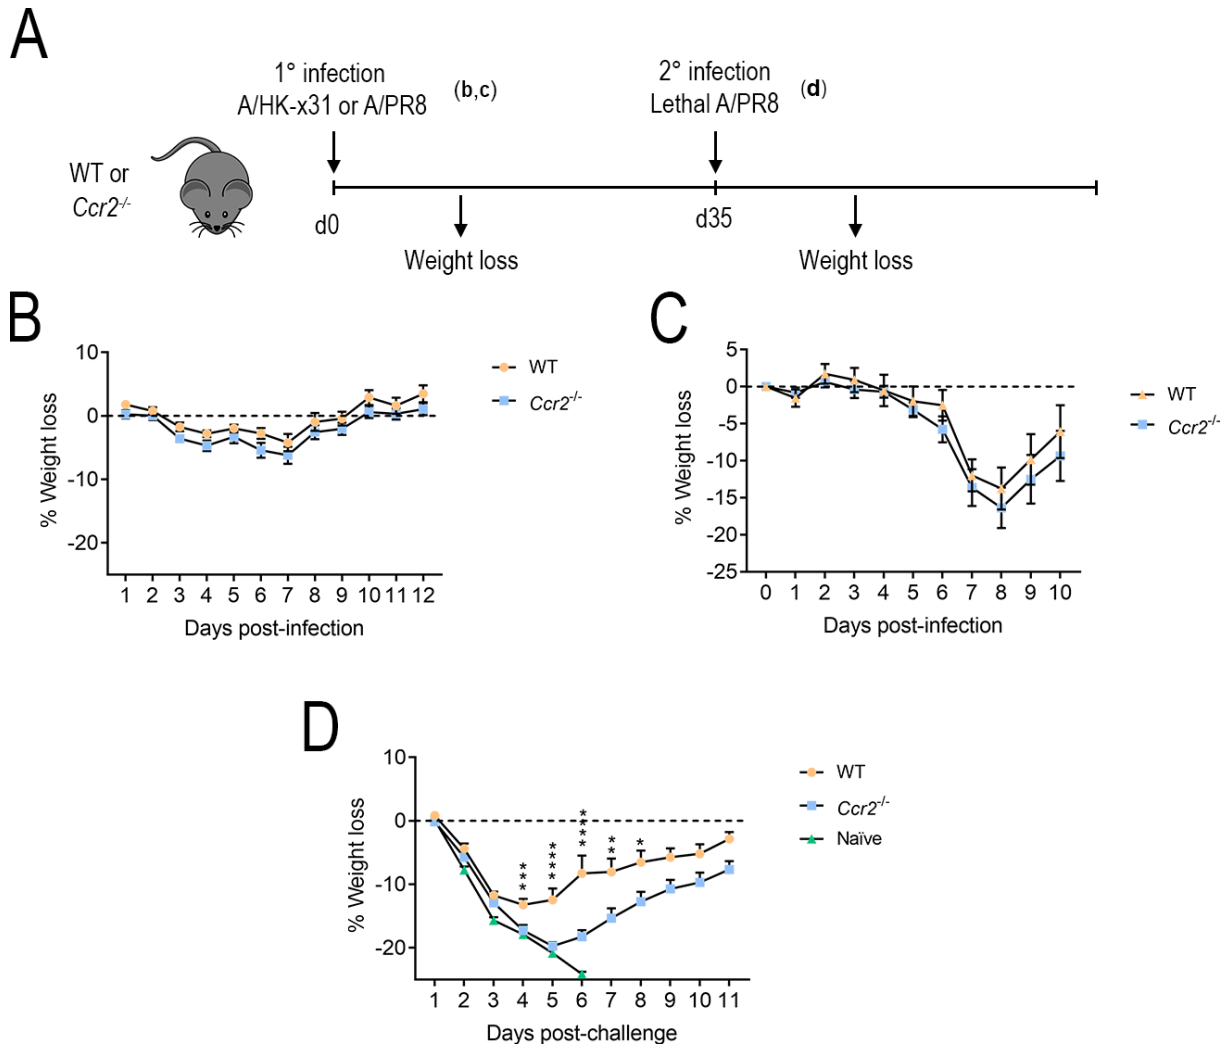 A
1° infection
A/HK-x31 or A/PR8
(b,c)
2° infection
Lethal A/PR8
(d)
WT or
Ccr2-/-
d0
d35
Weight loss
Weight loss
B
% Weight loss
10
0
-10
-20
1 2 3 4 5 6 7 8 9 10 11 12
Days post-infection
WT
Ccr2-/-
C
% Weight loss
5
0
-5
-10
-15
-20
-25
0 1 2 3 4 5 6 7 8 9 10
Days post-infection
WT
Ccr2-/-
D
% Weight loss
10
0
-10
-20
***
****
****
**
*
1 2 3 4 5 6 7 8 9 10 11
Days post-challenge
WT
Ccr2-/-
Naïve